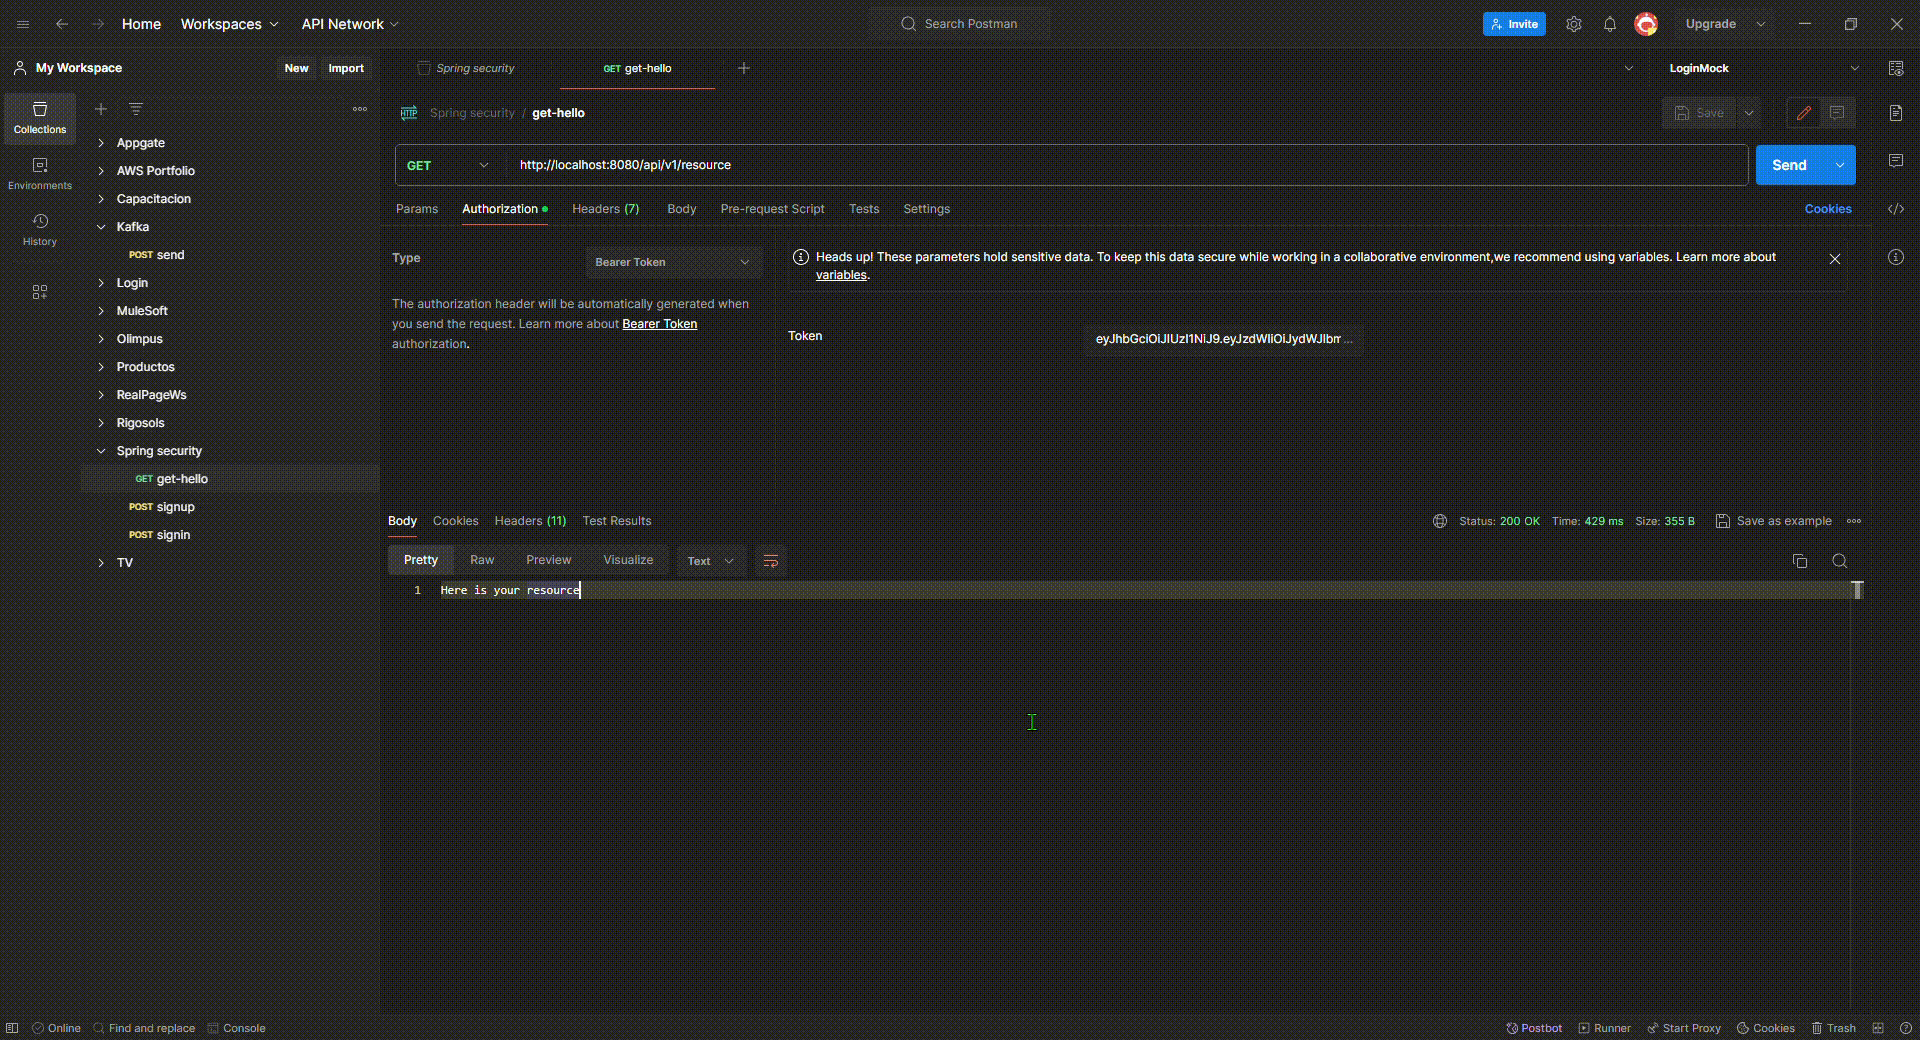 Home Workspaces API Network Search Postman Invite Upgrade
My Workspace New Import Spring security GET get-hello LoginMock
Collections
Environments
History
Appgate
AWS Portfolio
Capacitacion
Kafka
POST send
Login
MuleSoft
Olimpus
Productos
RealPageWs
Rigosols
Spring security
GET get-hello
POST signup
POST signin
TV
HTTP Spring security / get-hello Save
GET http://localhost:8080/api/v1/resource Send
Params Authorization Headers (7) Body Pre-request Script Tests Settings Cookies
Type Bearer Token
The authorization header will be automatically generated when
you send the request. Learn more about Bearer Token
authorization.
Heads up! These parameters hold sensitive data. To keep this data secure while working in a collaborative environment,we recommend using variables. Learn more about
variables.
Token
Body Cookies Headers (11) Test Results Status: 200 OK Time: 429 ms Size: 355 B Save as example
Pretty Raw Preview Visualize Text
1 Here is your resource
Online Find and replace Console Postbot Runner Start Proxy Cookies Trash